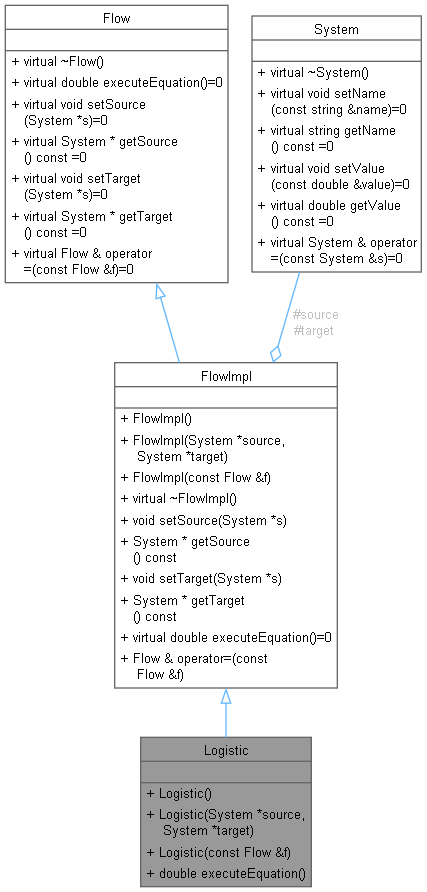 Flow
+ virtual ~Flow()
+ virtual double executeEquation()=0
+ virtual void setSource
(System *s)=0
+ virtual System * getSource
() const =0
+ virtual void setTarget
(System *s)=0
+ virtual System * getTarget
() const =0
+ virtual Flow & operator
=(const Flow &f)=0
System
+ virtual ~System()
+ virtual void setName
(const string &name)=0
+ virtual string getName
() const =0
+ virtual void setValue
(const double &value)=0
+ virtual double getValue
() const =0
+ virtual System & operator
=(const System &s)=0
#source
#target
FlowImpl
+ FlowImpl()
+ FlowImpl(System *source,
System *target)
+ FlowImpl(const Flow &f)
+ virtual ~FlowImpl()
+ void setSource(System *s)
+ System * getSource
() const
+ void setTarget(System *s)
+ System * getTarget
() const
+ virtual double executeEquation()=0
+ Flow & operator=(const
Flow &f)
Logistic
+ Logistic()
+ Logistic(System *source,
System *target)
+ Logistic(const Flow &f)
+ double executeEquation()